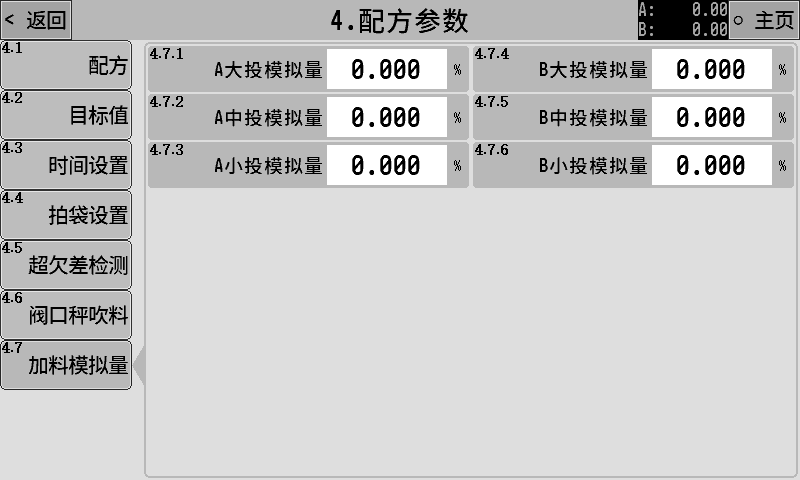 < 返回
4.配方参数
A: 0.00
B: 0.00
○ 主页
4.1 配方
4.2 目标值
4.3 时间设置
4.4 拍袋设置
4.5 超欠差检测
4.6 阀口秤吹料
4.7 加料模拟量
4.7.1 A大投模拟量 0.000 %
4.7.4 B大投模拟量 0.000 %
4.7.2 A中投模拟量 0.000 %
4.7.5 B中投模拟量 0.000 %
4.7.3 A小投模拟量 0.000 %
4.7.6 B小投模拟量 0.000 %